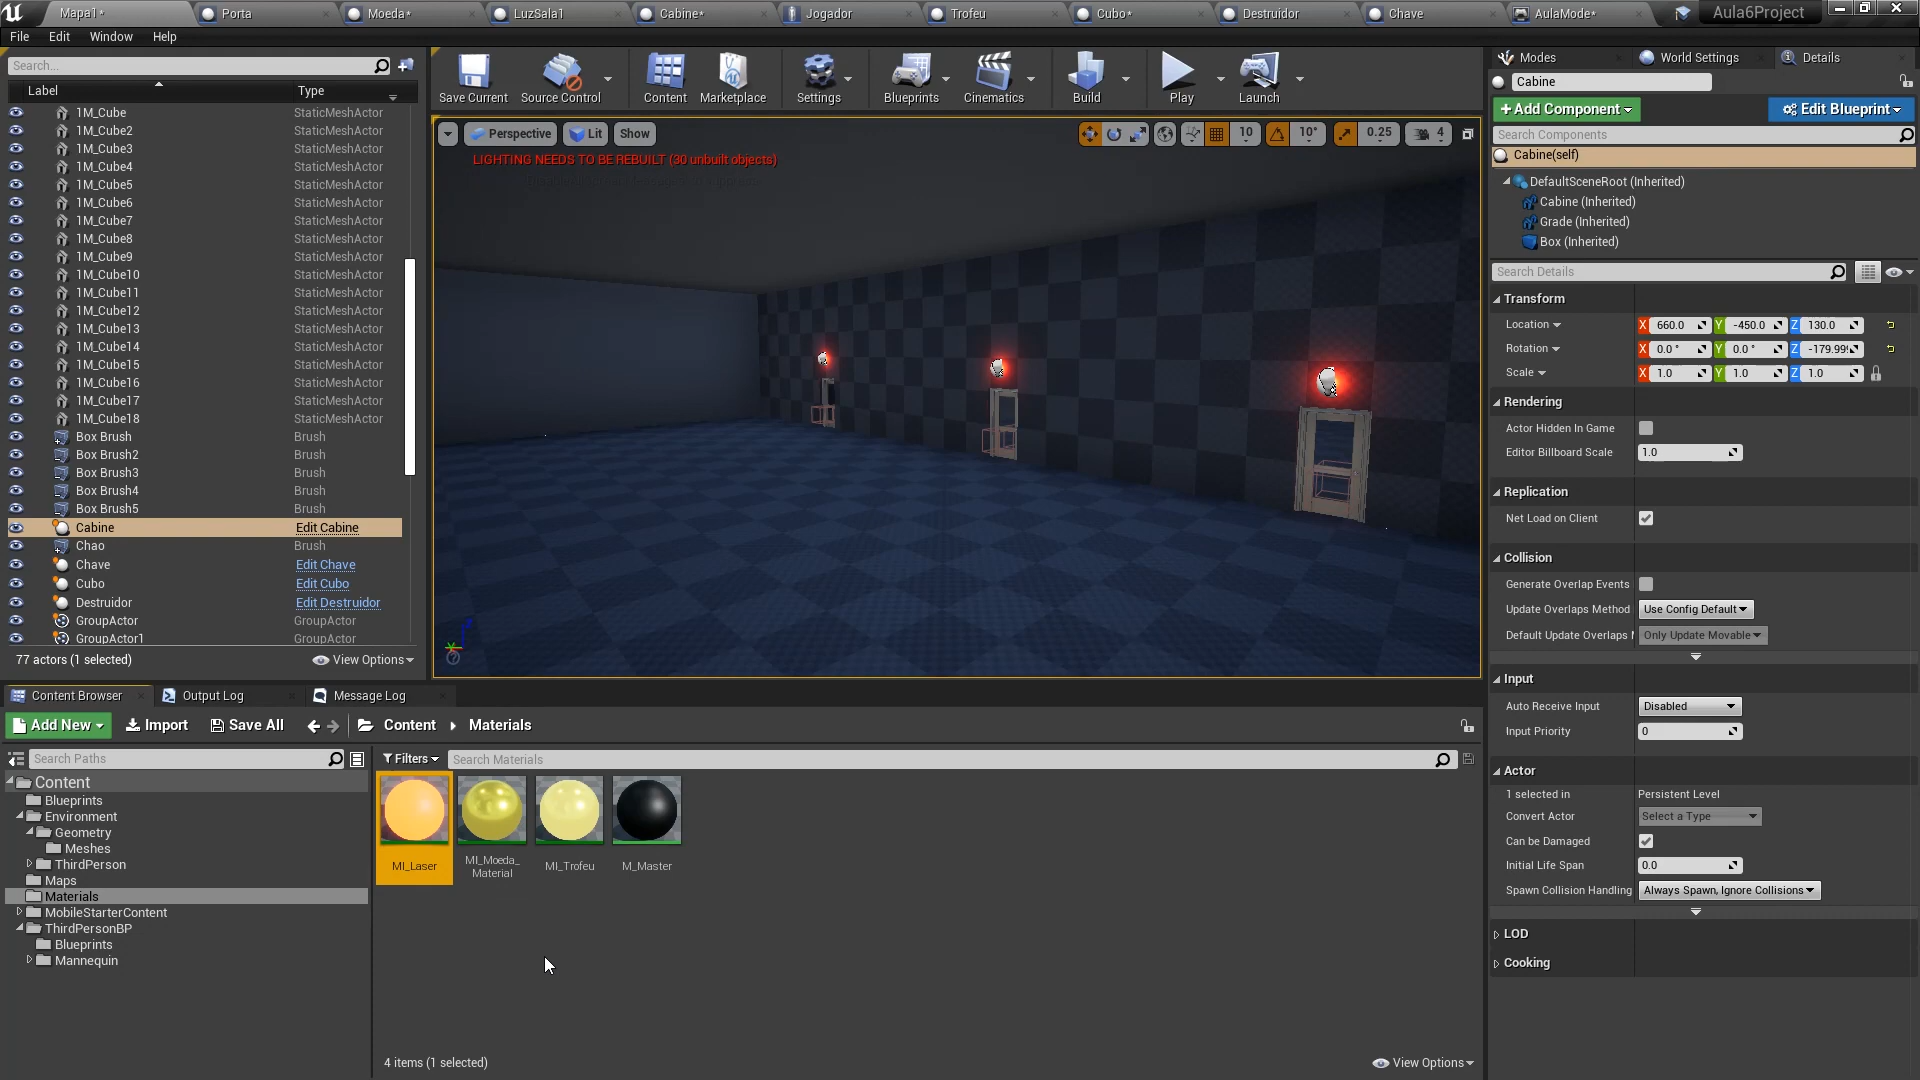 Mapa1*
Porta
Moeda*
LuzSala1
Cabine*
Jogador
Trofeu
Cubo*
Destruidor
Chave
AulaMode*
Aula6Project
File
Edit
Window
Help
Search...
Label
Type
1M_Cube StaticMeshActor
1M_Cube2 StaticMeshActor
1M_Cube3 StaticMeshActor
1M_Cube4 StaticMeshActor
1M_Cube5 StaticMeshActor
1M_Cube6 StaticMeshActor
1M_Cube7 StaticMeshActor
1M_Cube8 StaticMeshActor
1M_Cube9 StaticMeshActor
1M_Cube10 StaticMeshActor
1M_Cube11 StaticMeshActor
1M_Cube12 StaticMeshActor
1M_Cube13 StaticMeshActor
1M_Cube14 StaticMeshActor
1M_Cube15 StaticMeshActor
1M_Cube16 StaticMeshActor
1M_Cube17 StaticMeshActor
1M_Cube18 StaticMeshActor
Box Brush Brush
Box Brush2 Brush
Box Brush3 Brush
Box Brush4 Brush
Box Brush5 Brush
Cabine Edit Cabine
Chao Brush
Chave Edit Chave
Cubo Edit Cubo
Destruidor Edit Destruidor
GroupActor GroupActor
GroupActor1 GroupActor
77 actors (1 selected)
View Options
Save Current
Source Control
Content
Marketplace
Settings
Blueprints
Cinematics
Build
Play
Launch
Perspective
Lit
Show
10
10°
0.25
4
LIGHTING NEEDS TO BE REBUILT (30 unbuilt objects)
Modes
World Settings
Details
Cabine
+Add Component
Edit Blueprint
Search Components
Cabine(self)
DefaultSceneRoot (Inherited)
Cabine (Inherited)
Grade (Inherited)
Box (Inherited)
Search Details
Transform
Location X 660.0 Y -450.0 Z 130.0
Rotation X 0.0 ° Y 0.0 ° Z -179.99
Scale X 1.0 Y 1.0 Z 1.0
Rendering
Actor Hidden In Game
Editor Billboard Scale 1.0
Replication
Net Load on Client
Collision
Generate Overlap Events
Update Overlaps Method Use Config Default
Default Update Overlaps Only Update Movable
Input
Auto Receive Input Disabled
Input Priority 0
Actor
1 selected in Persistent Level
Convert Actor Select a Type
Can be Damaged
Initial Life Span 0.0
Spawn Collision Handling Always Spawn, Ignore Collisions
LOD
Cooking
Content Browser
Output Log
Message Log
Add New
Import
Save All
Content
Materials
Search Paths
Filters
Search Materials
Content
Blueprints
Environment
Geometry
Meshes
ThirdPerson
Maps
Materials
MobileStarterContent
ThirdPersonBP
Blueprints
Mannequin
MI_Laser
MI_Moeda_
Material
MI_Trofeu
M_Master
4 items (1 selected)
View Options